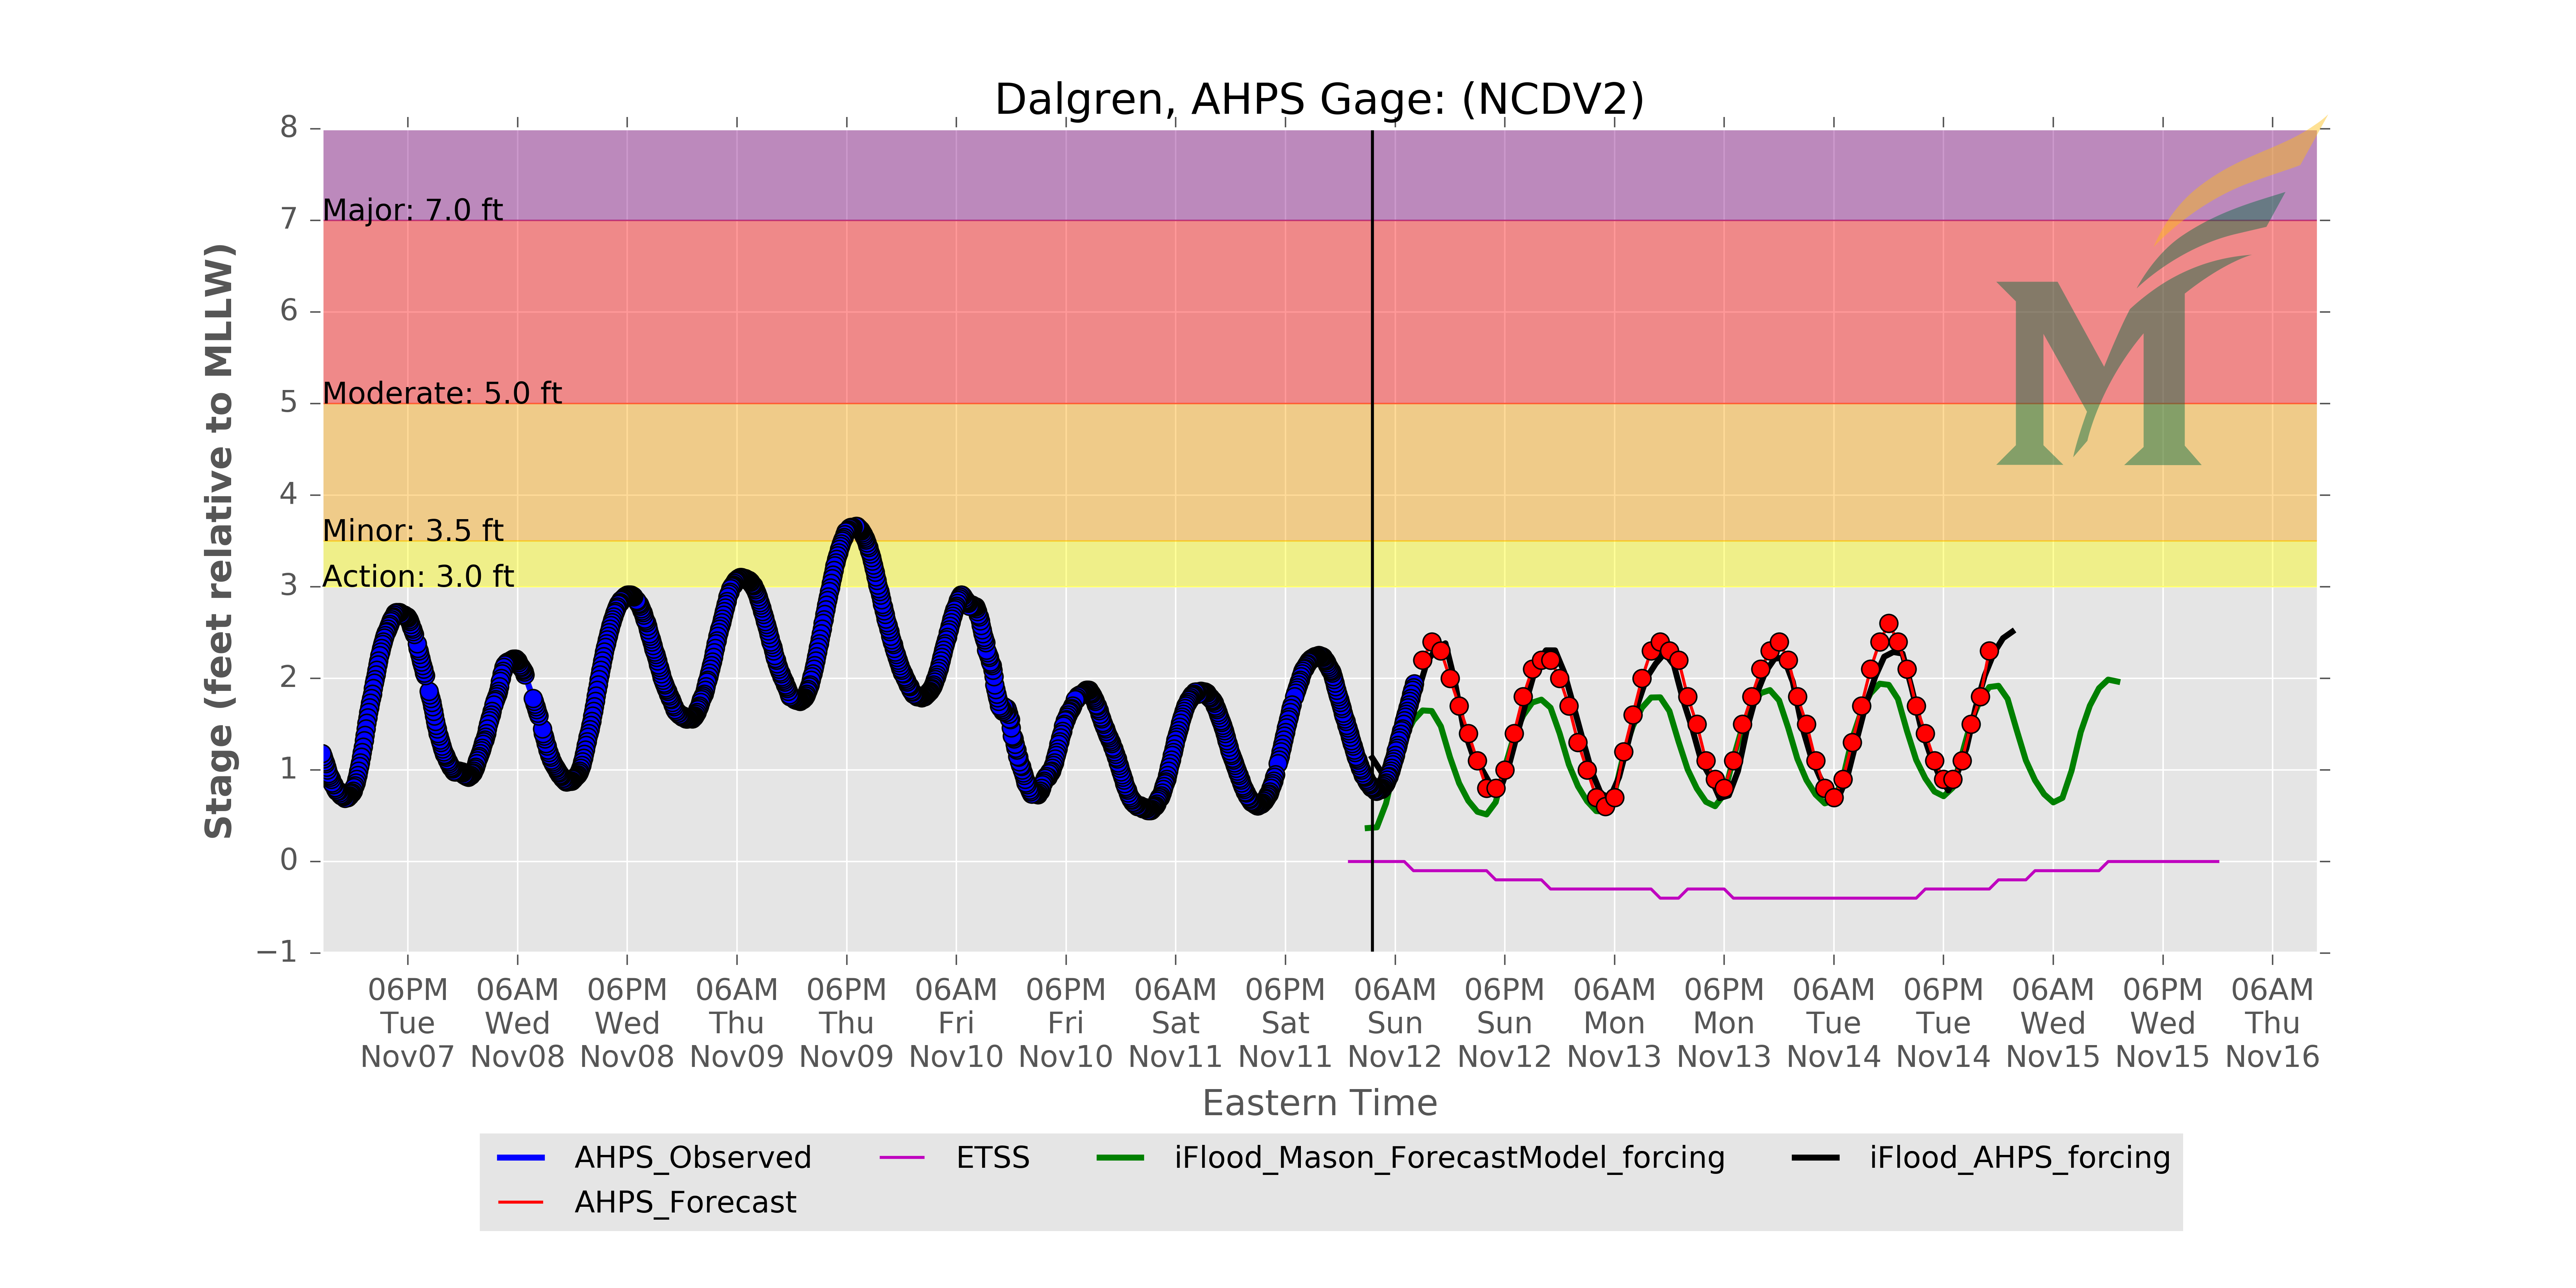 Dalgren, AHPS Gage: (NCDV2)
8
7
6
5
4
3
2
1
0
−1
Stage (feet relative to MLLW)
Major: 7.0 ft
Moderate: 5.0 ft
Minor: 3.5 ft
Action: 3.0 ft
M
06PM 06AM 06PM 06AM 06PM 06AM 06PM 06AM 06PM 06AM 06PM 06AM 06PM 06AM 06PM 06AM 06PM 06AM
Tue Wed Wed Thu Thu Fri Fri Sat Sat Sun Sun Mon Mon Tue Tue Wed Wed Thu
Nov07 Nov08 Nov08 Nov09 Nov09 Nov10 Nov10 Nov11 Nov11 Nov12 Nov12 Nov13 Nov13 Nov14 Nov14 Nov15 Nov15 Nov16
Eastern Time
AHPS_Observed ETSS iFlood_Mason_ForecastModel_forcing iFlood_AHPS_forcing
AHPS_Forecast